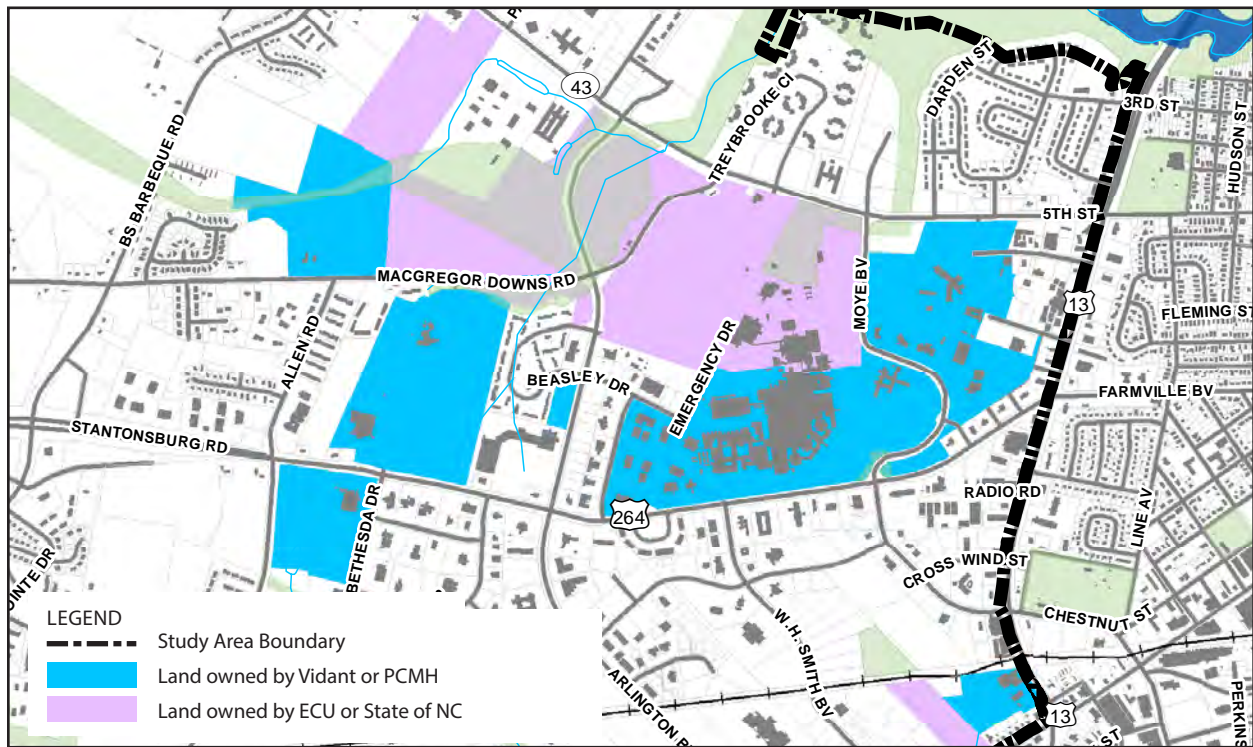 43
DARDEN ST
3RD ST
HUDSON ST
TREYBROOKE CI
BS BARBEQUE RD
5TH ST
MACGREGOR DOWNS RD
MOYE BV
13
FLEMING ST
ALLEN RD
EMERGENCY DR
BEASLEY DR
FARMVILLE BV
STANTONSBURG RD
RADIO RD
LINE AV
264
BETHESDA DR
CROSS WIND ST
OINTE DR
CHESTNUT ST
W.H. SMITH BV
ARLINGTON B
PERKINS
13
ST
LEGEND
Study Area Boundary
Land owned by Vidant or PCMH
Land owned by ECU or State of NC